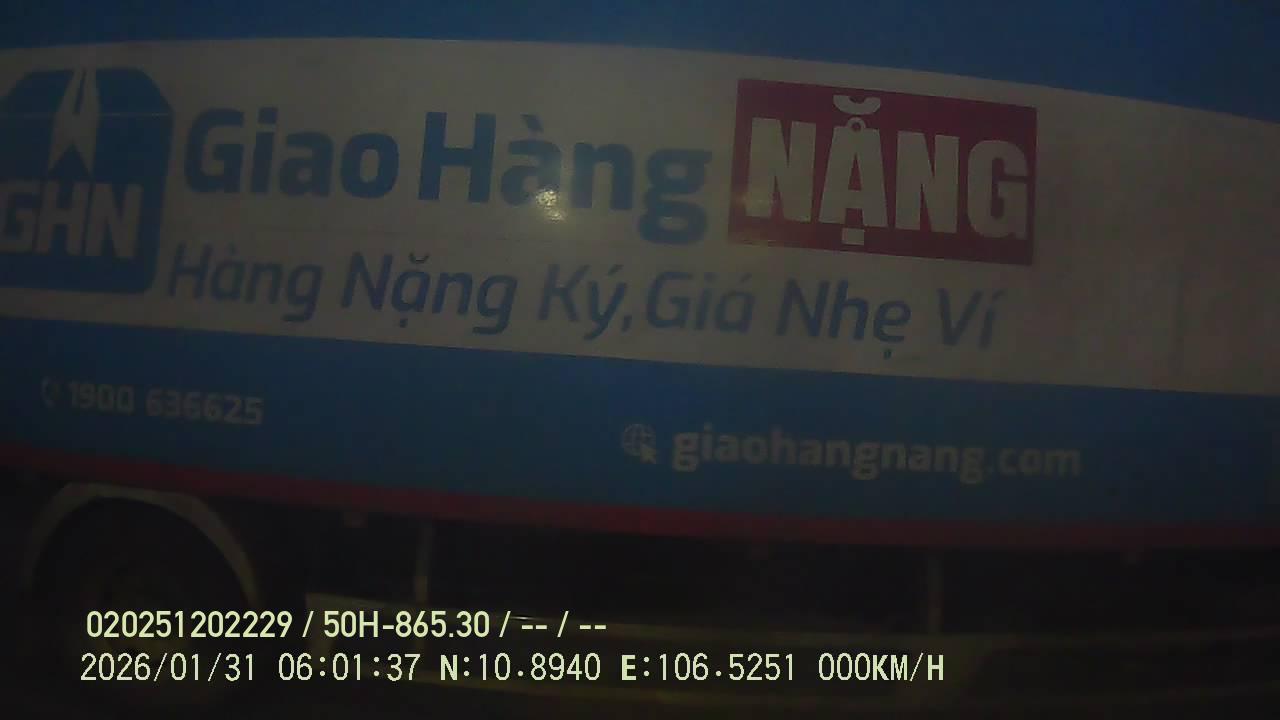 GHN
Giao Hàng NẶNG
Hàng Nặng Ký, Giá Nhẹ Ví
1900 636625
giaohangnang.com
020251202229 / 50H-865.30 / -- / --
2026/01/31 06:01:37 N:10.8940 E:106.5251 000KM/H